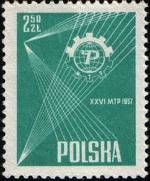 2.50
ZŁ
XXVI MTP 1957
POLSKA